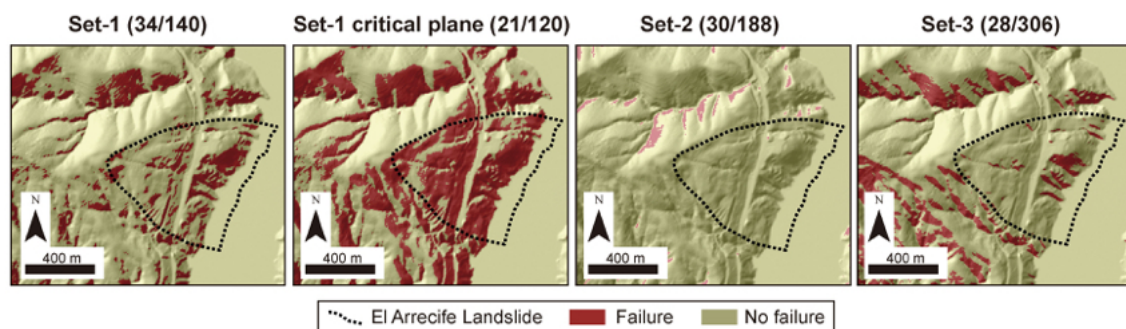 Set-1 (34/140)
Set-1 critical plane (21/120)
Set-2 (30/188)
Set-3 (28/306)
N
400 m
N
400 m
N
400 m
N
400 m
El Arrecife Landslide
Failure
No failure